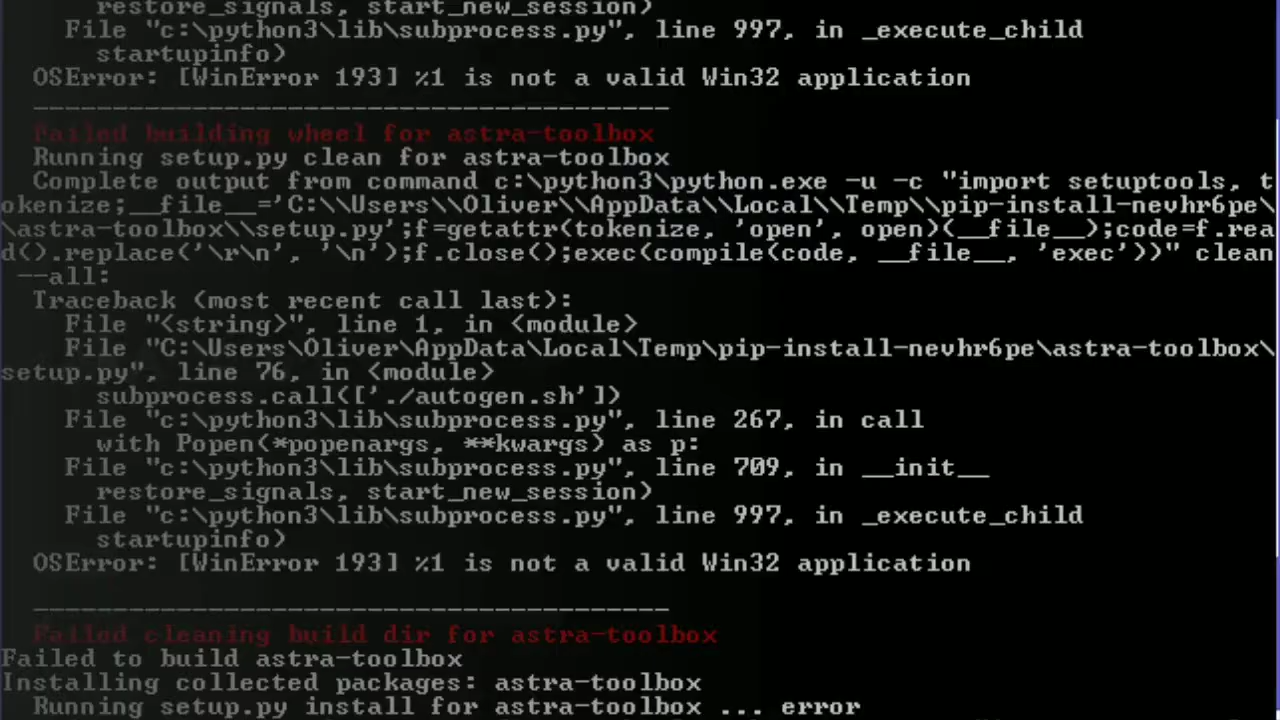 restore_signals, start_new_session)
File "c:\python3\lib\subprocess.py", line 997, in _execute_child
startupinfo)
OSError: [WinError 193] %1 is not a valid Win32 application
----------------------------------------
Failed building wheel for astra-toolbox
Running setup.py clean for astra-toolbox
Complete output from command c:\python3\python.exe -u -c "import setuptools, t
okenize;__file__='C:\\Users\\Oliver\\AppData\\Local\\Temp\\pip-install-nevhr6pe\
\astra-toolbox\\setup.py';f=getattr(tokenize, 'open', open)(__file__);code=f.rea
d().replace('\r\n', '\n');f.close();exec(compile(code, __file__, 'exec'))" clean
--all:
Traceback (most recent call last):
File "<string>", line 1, in <module>
File "C:\Users\Oliver\AppData\Local\Temp\pip-install-nevhr6pe\astra-toolbox\
setup.py", line 76, in <module>
subprocess.call(['./autogen.sh'])
File "c:\python3\lib\subprocess.py", line 267, in call
with Popen(*popenargs, **kwargs) as p:
File "c:\python3\lib\subprocess.py", line 709, in __init__
restore_signals, start_new_session)
File "c:\python3\lib\subprocess.py", line 997, in _execute_child
startupinfo)
OSError: [WinError 193] %1 is not a valid Win32 application
----------------------------------------
Failed cleaning build dir for astra-toolbox
Failed to build astra-toolbox
Installing collected packages: astra-toolbox
Running setup.py install for astra-toolbox ... error